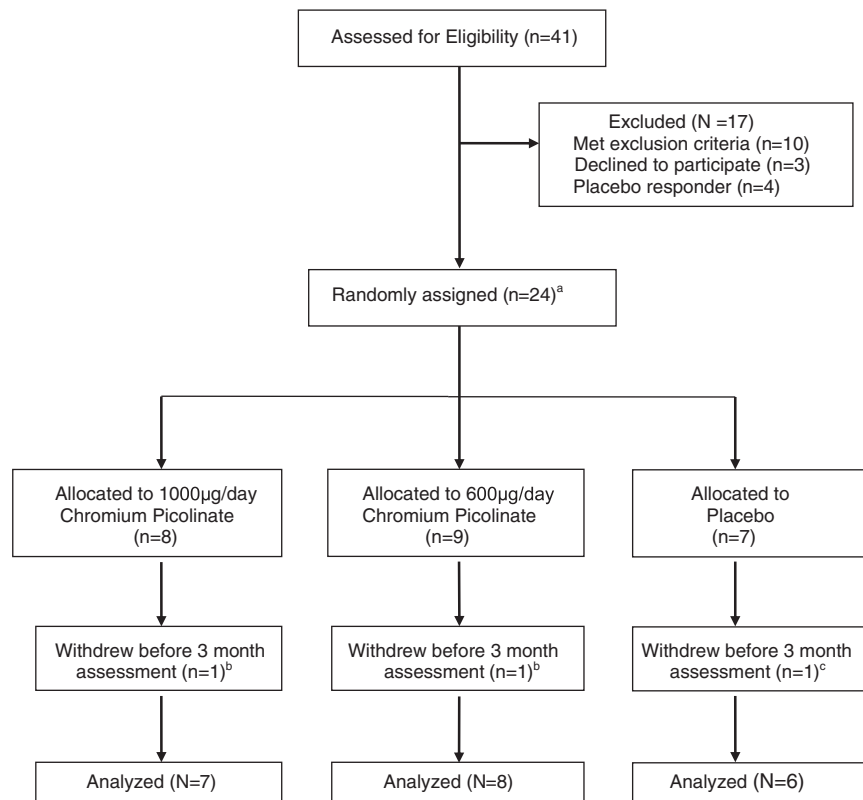 Assessed for Eligibility (n=41)
Excluded (N =17)
Met exclusion criteria (n=10)
Declined to participate (n=3)
Placebo responder (n=4)
Randomly assigned (n=24)a
Allocated to 1000µg/day
Chromium Picolinate
(n=8)
Allocated to 600µg/day
Chromium Picolinate
(n=9)
Allocated to
Placebo
(n=7)
Withdrew before 3 month
assessment (n=1)b
Withdrew before 3 month
assessment (n=1)b
Withdrew before 3 month
assessment (n=1)c
Analyzed (N=7)
Analyzed (N=8)
Analyzed (N=6)